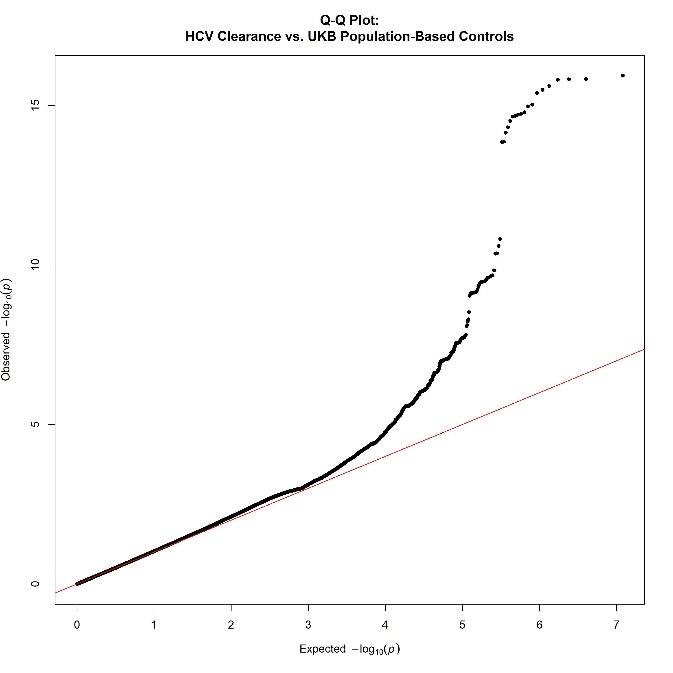 Q-Q Plot:
HCV Clearance vs. UKB Population-Based Controls
15
10
5
0
Observed −log₁₀(p)
0 1 2 3 4 5 6 7
Expected −log₁₀(p)